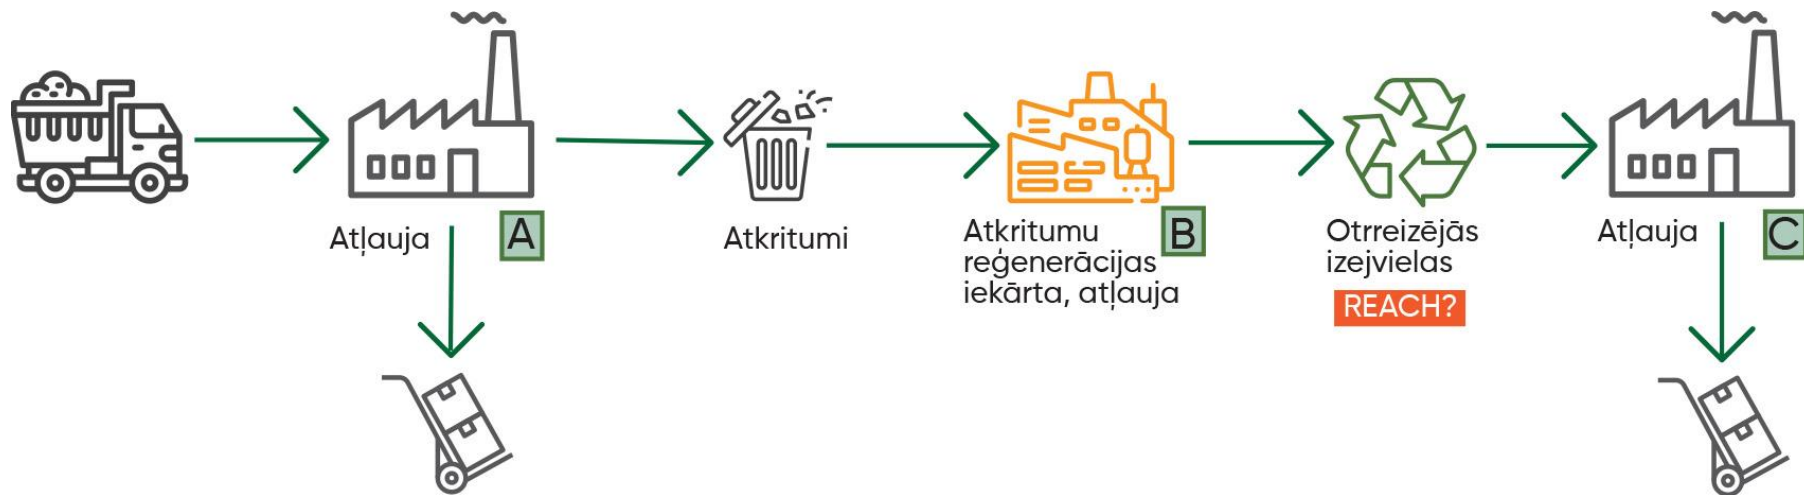 Atļauja
A
Atkritumi
Atkritumu
reģenerācijas
iekārta, atļauja
B
Otrreizējās
izejvielas
REACH?
Atļauja
C